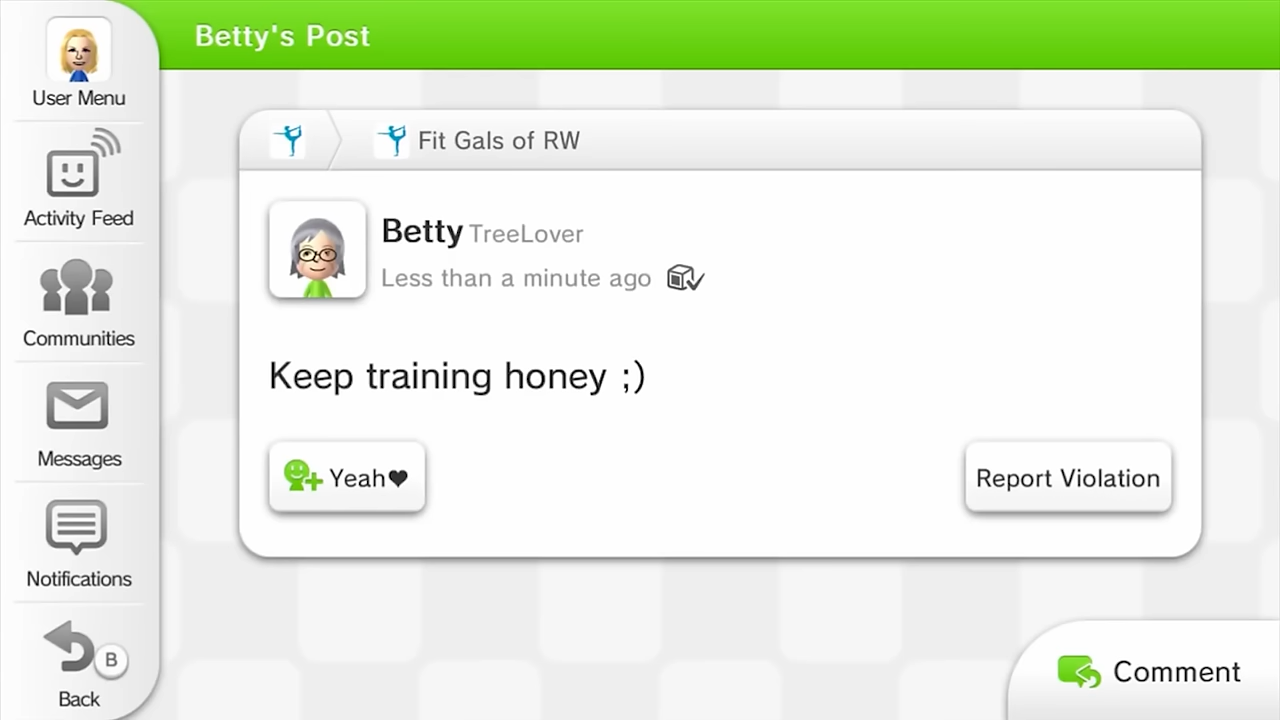 Betty's Post
User Menu
Activity Feed
Communities
Messages
Notifications
B
Back
Fit Gals of RW
Betty TreeLover
Less than a minute ago
Keep training honey ;)
Yeah♥
Report Violation
Comment